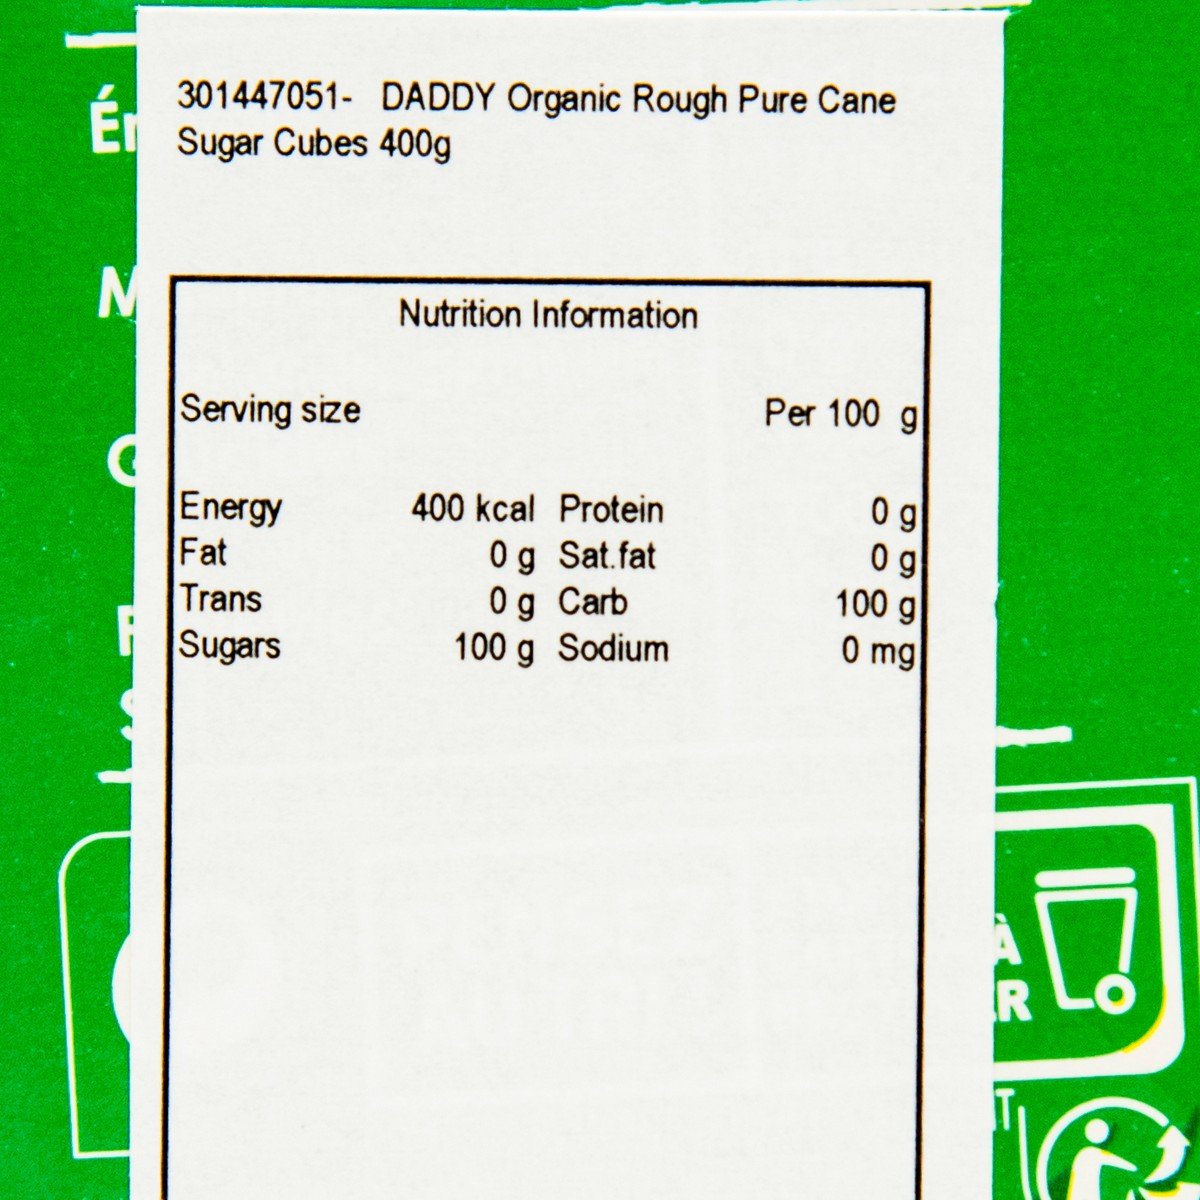 301447051- DADDY Organic Rough Pure Cane
Sugar Cubes 400g
Nutrition Information
Serving size Per 100 g
Energy 400 kcal Protein 0 g
Fat 0 g Sat.fat 0 g
Trans 0 g Carb 100 g
Sugars 100 g Sodium 0 mg
À